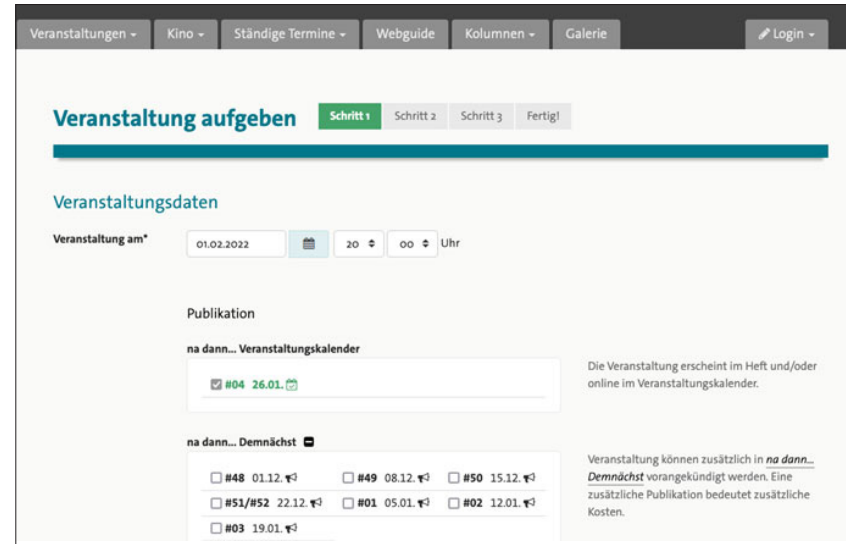 Veranstaltungen Kino Ständige Termine Webguide Kolumnen Galerie Login
Veranstaltung aufgeben Schritt 1 Schritt 2 Schritt 3 Fertig!
Veranstaltungsdaten
Veranstaltung am* 01.02.2022 20 00 Uhr
Publikation
na dann... Veranstaltungskalender
#04 26.01.
Die Veranstaltung erscheint im Heft und/oder
online im Veranstaltungskalender.
na dann... Demnächst
#48 01.12. #49 08.12. #50 15.12.
#51/#52 22.12. #01 05.01. #02 12.01.
#03 19.01.
Veranstaltung können zusätzlich in na dann...
Demnächst vorangekündigt werden. Eine
zusätzliche Publikation bedeutet zusätzliche
Kosten.